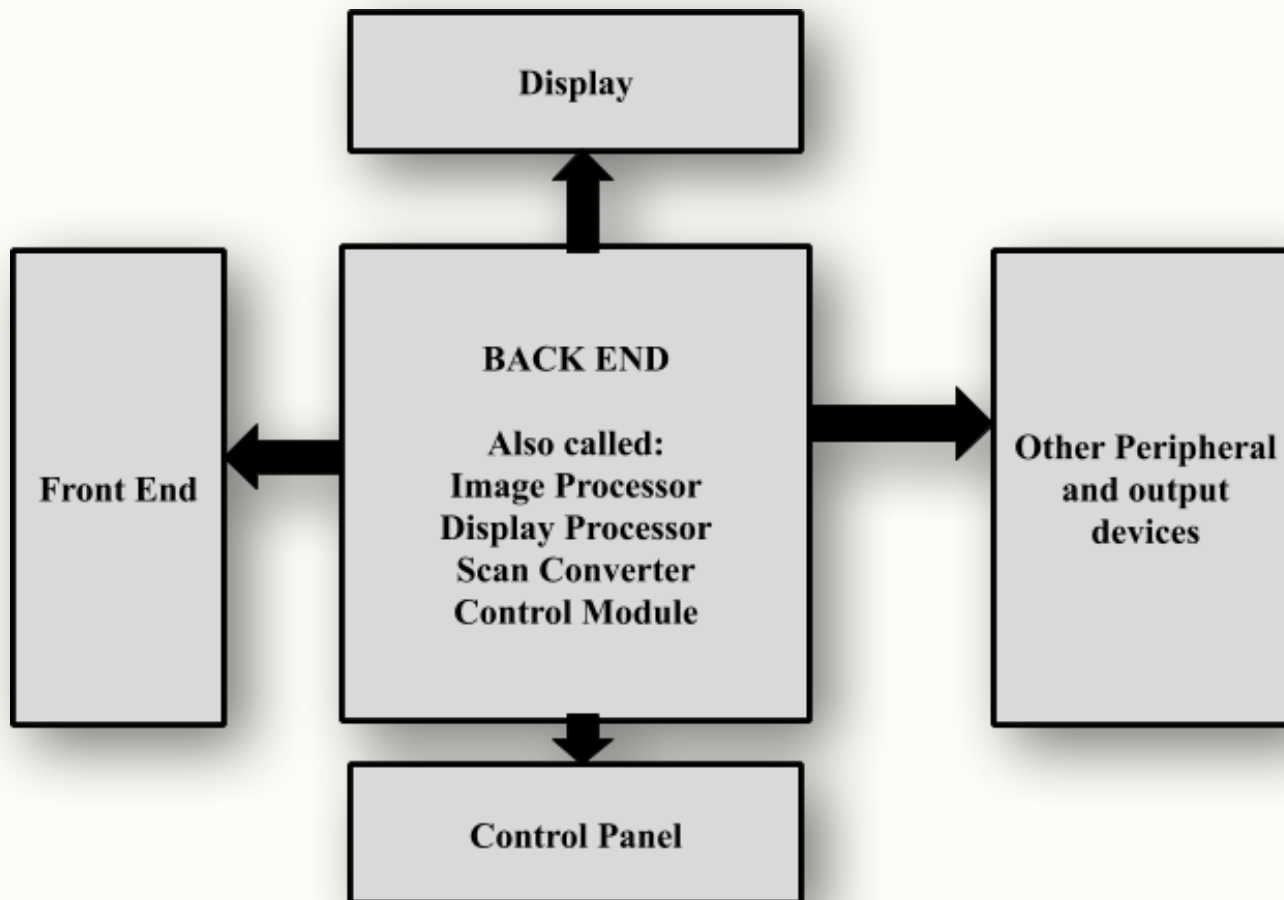 Display
BACK END
Also called:
Image Processor
Display Processor
Scan Converter
Control Module
Front End
Other Peripheral
and output
devices
Control Panel